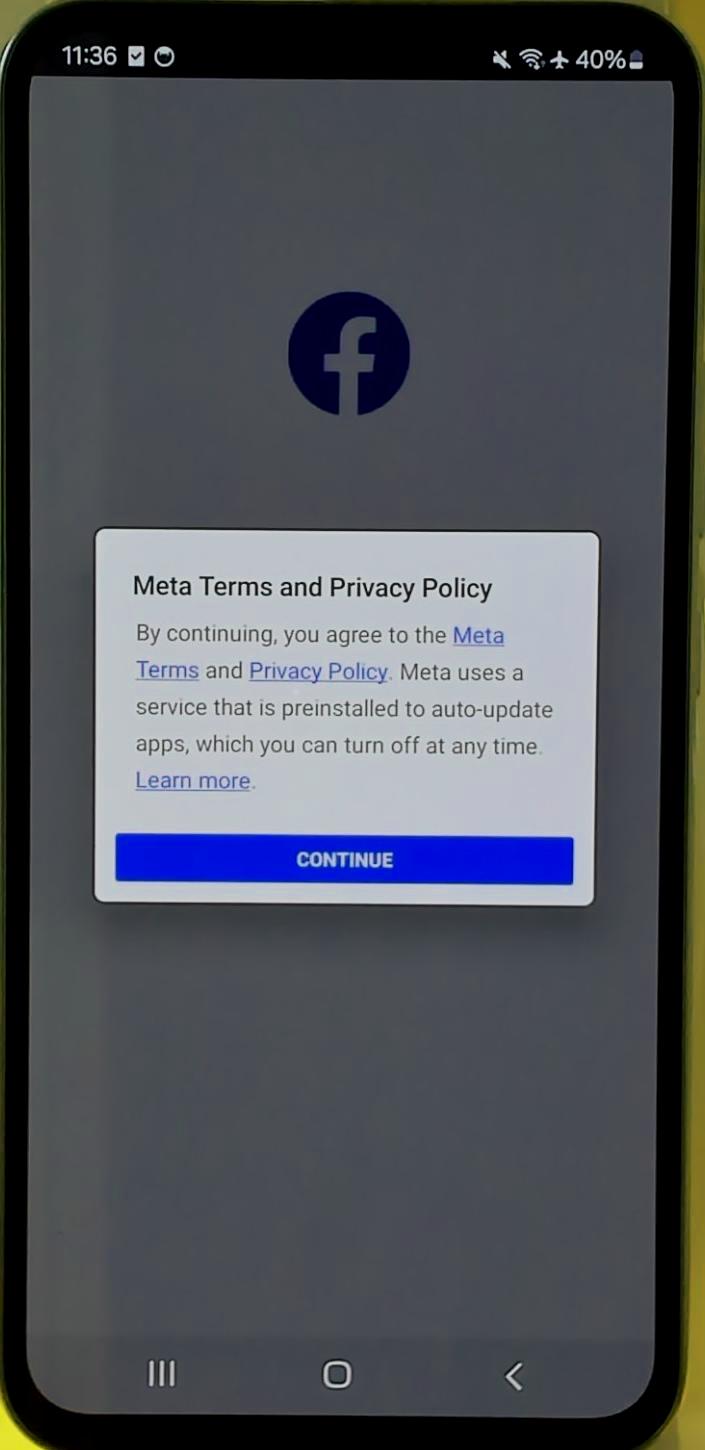 11:36 40%
f
Meta Terms and Privacy Policy
By continuing, you agree to the Meta
Terms and Privacy Policy. Meta uses a
service that is preinstalled to auto-update
apps, which you can turn off at any time.
Learn more.
CONTINUE